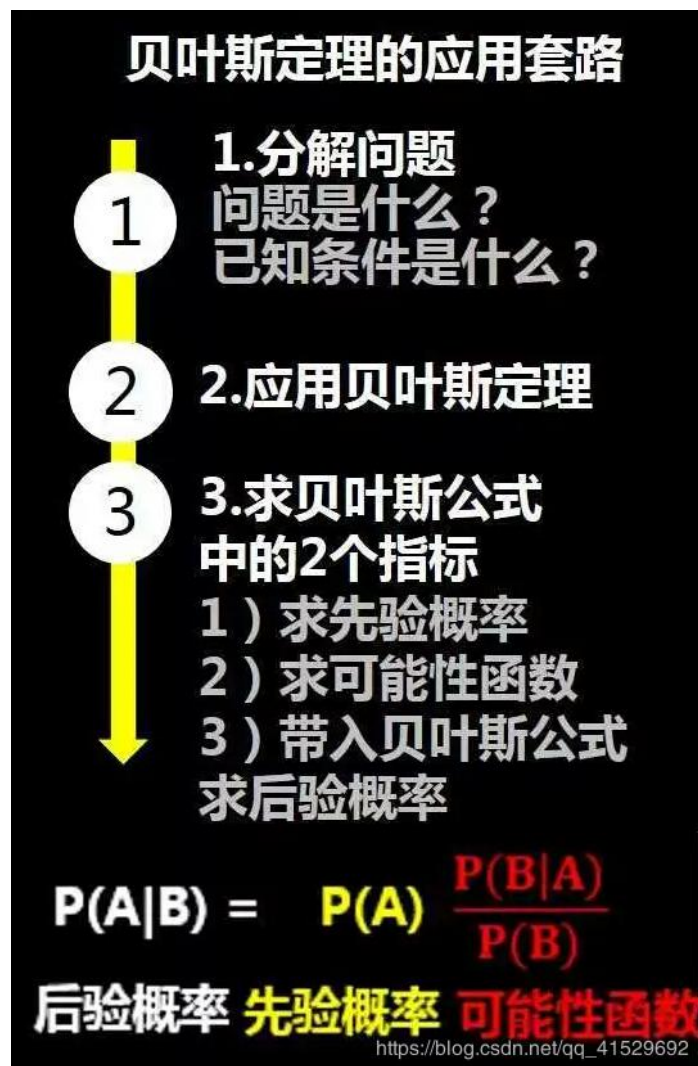 贝叶斯定理的应用套路
1.分解问题
1
问题是什么？
已知条件是什么？
2
2.应用贝叶斯定理
3
3.求贝叶斯公式
中的2个指标
1）求先验概率
2）求可能性函数
3）带入贝叶斯公式
求后验概率
P(A|B) = P(A) P(B|A)
P(B)
后验概率 先验概率 可能性函数
https://blog.csdn.net/qq_41529692